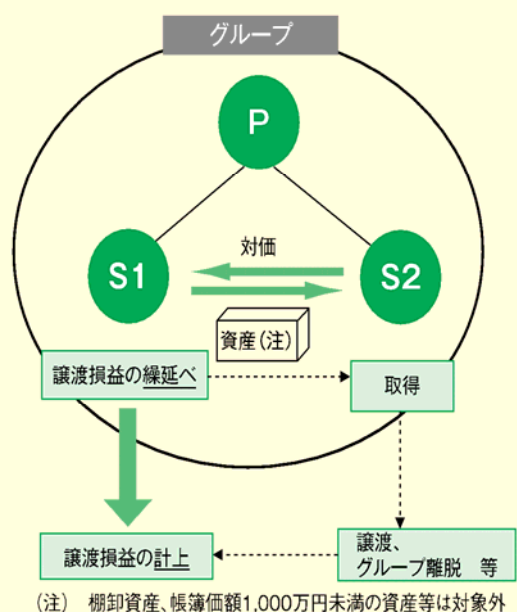 グループ
P
対価
S1
S2
資産(注)
譲渡損益の繰延べ
取得
譲渡損益の計上
譲渡、
グループ離脱 等
(注) 棚卸資産、帳簿価額1,000万円未満の資産等は対象外